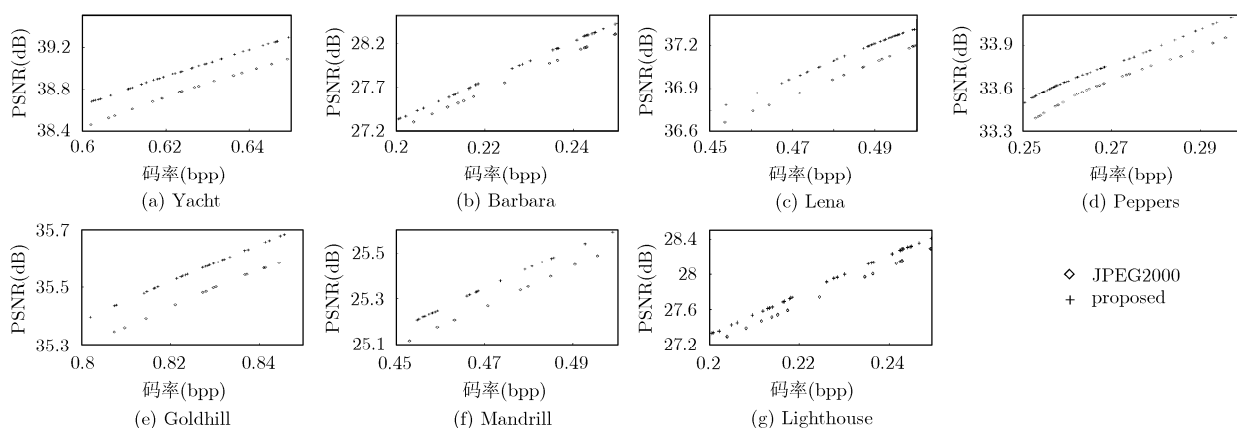 PSNR(dB)
39.2
38.8
38.4
0.6
0.62
0.64
码率(bpp)
(a) Yacht
PSNR(dB)
28.2
27.7
27.2
0.2
0.22
0.24
码率(bpp)
(b) Barbara
PSNR(dB)
37.2
36.9
36.6
0.45
0.47
0.49
码率(bpp)
(c) Lena
PSNR(dB)
33.9
33.6
33.3
0.25
0.27
0.29
码率(bpp)
(d) Peppers
PSNR(dB)
35.7
35.5
35.3
0.8
0.82
0.84
码率(bpp)
(e) Goldhill
PSNR(dB)
25.5
25.3
25.1
0.45
0.47
0.49
码率(bpp)
(f) Mandrill
PSNR(dB)
28.4
28
27.6
27.2
0.2
0.22
0.24
码率(bpp)
(g) Lighthouse
JPEG2000
proposed